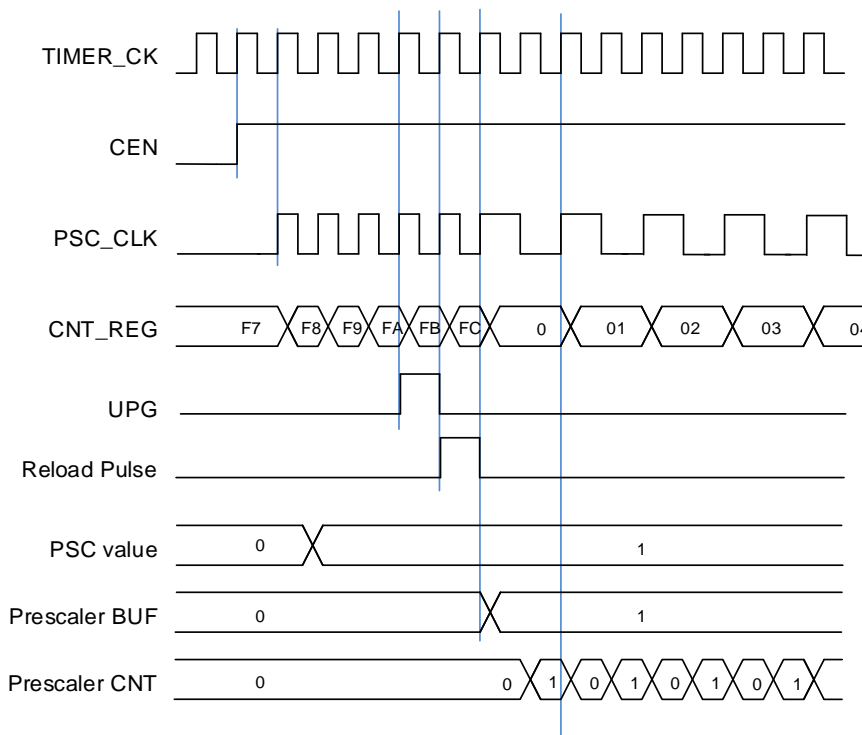 TIMER_CK
CEN
PSC_CLK
CNT_REG F7 F8 F9 FA FB FC 0 01 02 03 04
UPG
Reload Pulse
PSC value 0 1
Prescaler BUF 0 1
Prescaler CNT 0 0 1 0 1 0 1 0 1